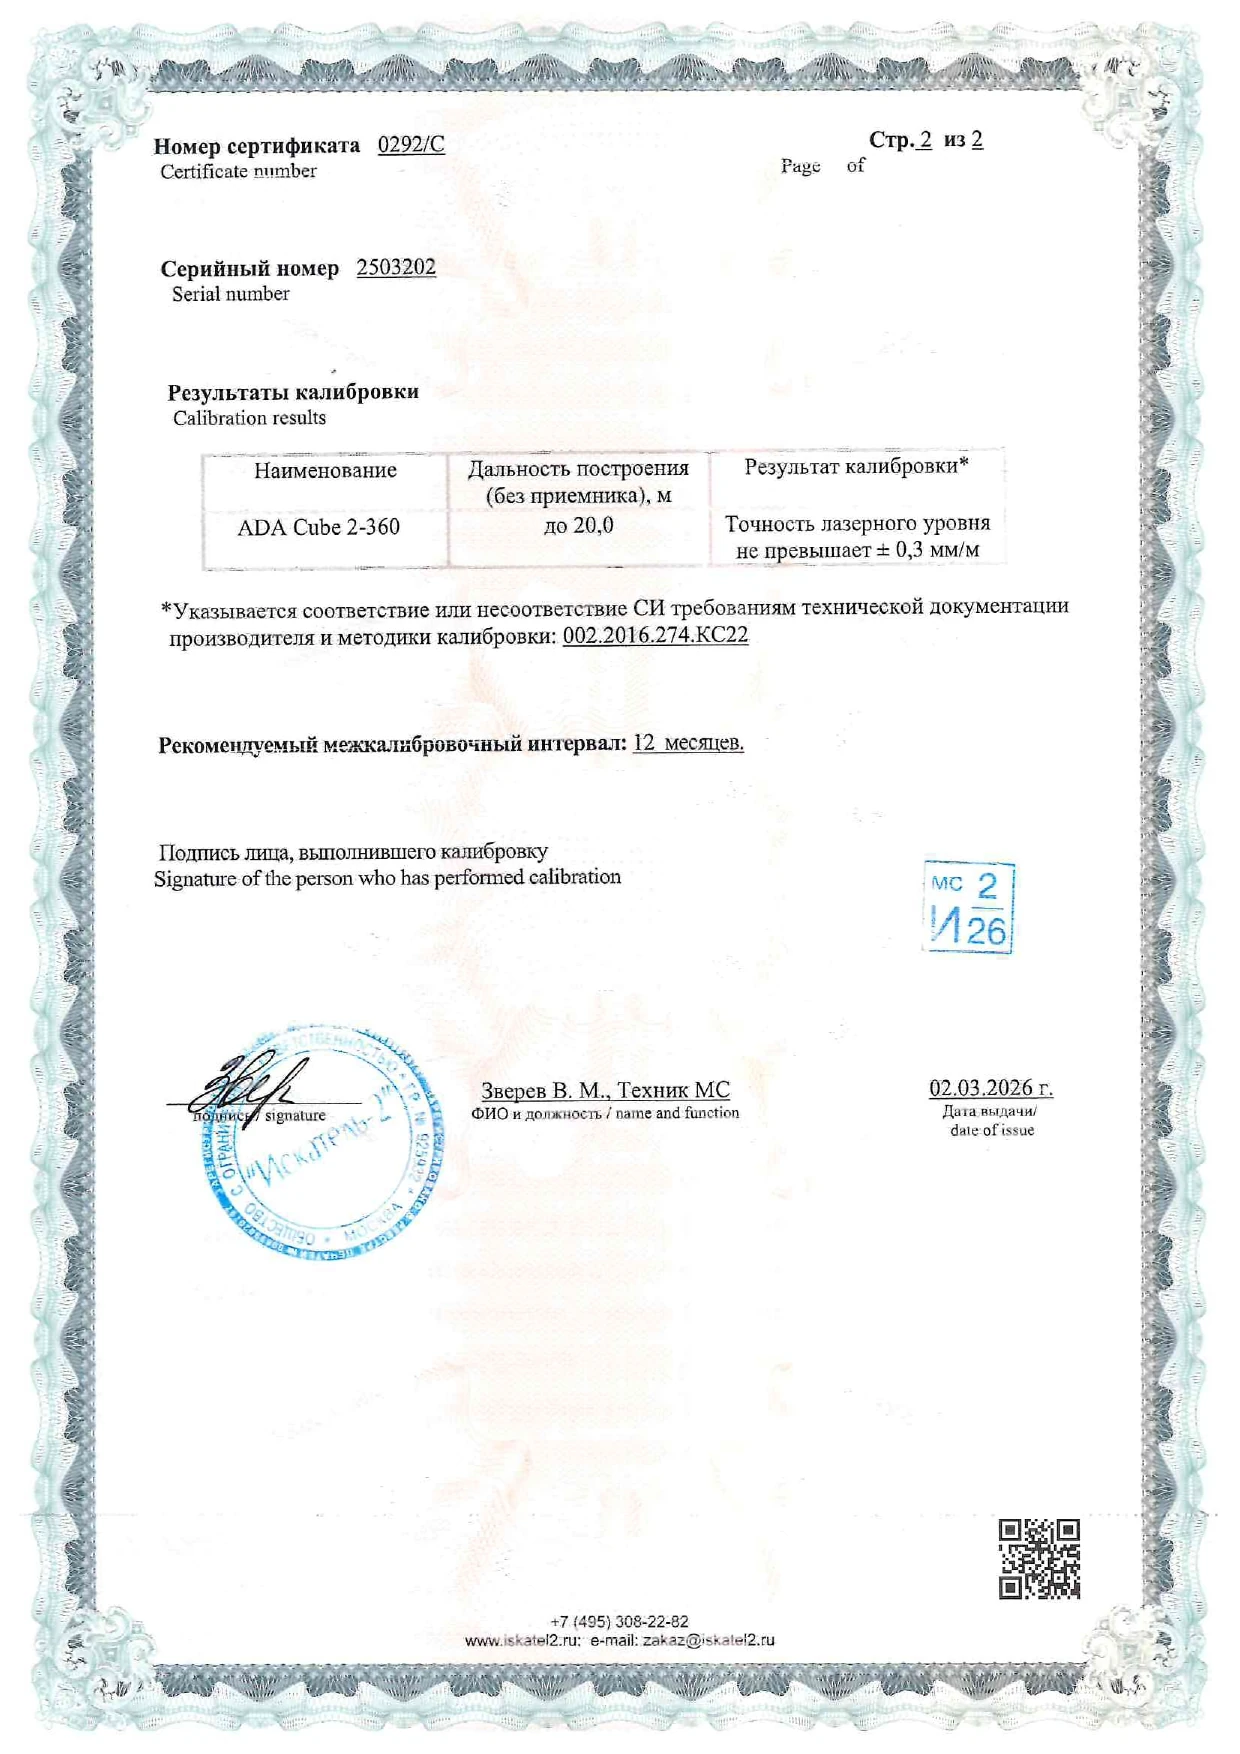 Номер сертификата 0292/С
Certificate number
Стр. 2 из 2
Page of
Серийный номер 2503202
Serial number
Результаты калибровки
Calibration results
Наименование
Дальность построения
(без приемника), м
Результат калибровки*
ADA Cube 2-360
до 20,0
Точность лазерного уровня
не превышает ± 0,3 мм/м
*Указывается соответствие или несоответствие СИ требованиям технической документации
производителя и методики калибровки: 002.2016.274.КС22
Рекомендуемый межкалибровочный интервал: 12 месяцев.
Подпись лица, выполнившего калибровку
Signature of the person who has performed calibration
МС 2
И 26
подпись / signature
"Искатель-2"
ОБЩЕСТВО С ОГРАНИ
ОТВЕТСТВЕННОСТЬЮ
МОСКВА
Зверев В. М., Техник МС
ФИО и должность / name and function
02.03.2026 г.
Дата выдачи/
date of issue
+7 (495) 308-22-82
www.iskatel2.ru; e-mail: zakaz@iskatel2.ru